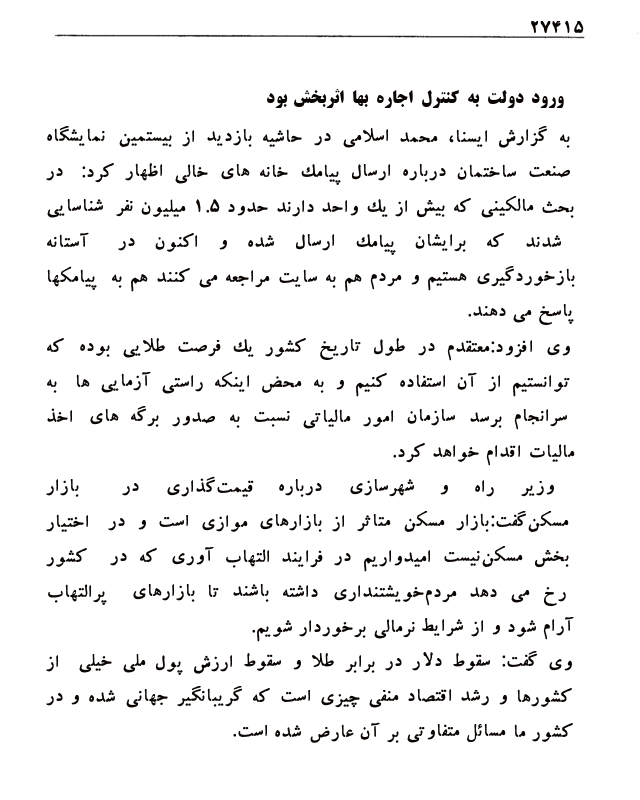 ۲۷۴۱۵
ورود دولت به کنترل اجاره بها اثربخش بود
به گزارش ایسنا، محمد اسلامی در حاشیه بازدید از بیستمین نمایشگاه
صنعت ساختمان درباره ارسال پیامك خانه های خالی اظهار کرد: در
بحث مالکینی که بیش از یك واحد دارند حدود ۱.۵ میلیون نفر شناسایی
شدند که برایشان پیامك ارسال شده و اکنون در آستانه
بازخوردگیری هستیم و مردم هم به سایت مراجعه می کنند هم به پیامکها
پاسخ می دهند.
وی افزود:معتقدم در طول تاریخ کشور یك فرصت طلایی بوده که
توانستیم از آن استفاده کنیم و به محض اینکه راستی آزمایی ها به
سرانجام برسد سازمان امور مالیاتی نسبت به صدور برگه های اخذ
مالیات اقدام خواهد کرد.
وزیر راه و شهرسازی درباره قیمت‌گذاری در بازار
مسکن‌گفت:بازار مسکن متاثر از بازارهای موازی است و در اختیار
بخش مسکن‌نیست امیدواریم در فرایند التهاب آوری که در کشور
رخ می دهد مردم‌خویشتنداری داشته باشند تا بازارهای پرالتهاب
آرام شود و از شرایط نرمالی برخوردار شویم.
وی گفت: سقوط دلار در برابر طلا و سقوط ارزش پول ملی خیلی از
کشورها و رشد اقتصاد منفی چیزی است که گریبانگیر جهانی شده و در
کشور ما مسائل متفاوتی بر آن عارض شده است.